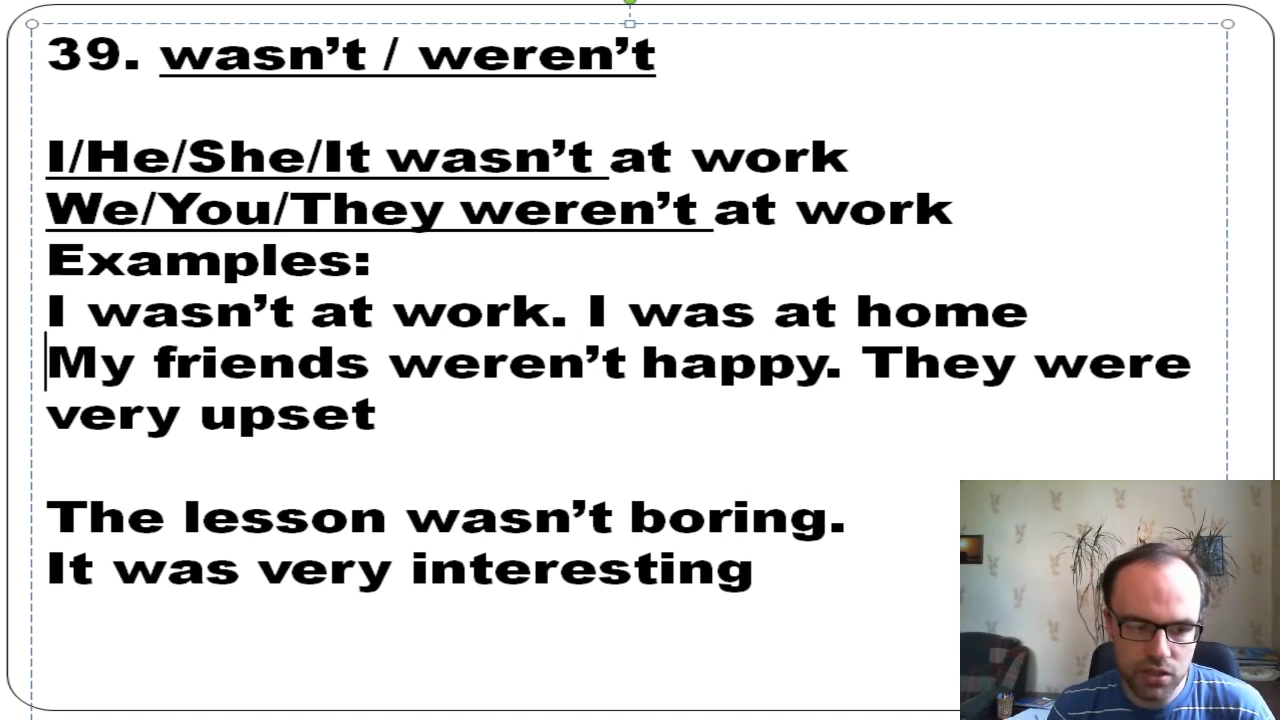 39. wasn’t / weren’t
I/He/She/It wasn’t at work
We/You/They weren’t at work
Examples:
I wasn’t at work. I was at home
My friends weren’t happy. They were
very upset
The lesson wasn’t boring.
It was very interesting